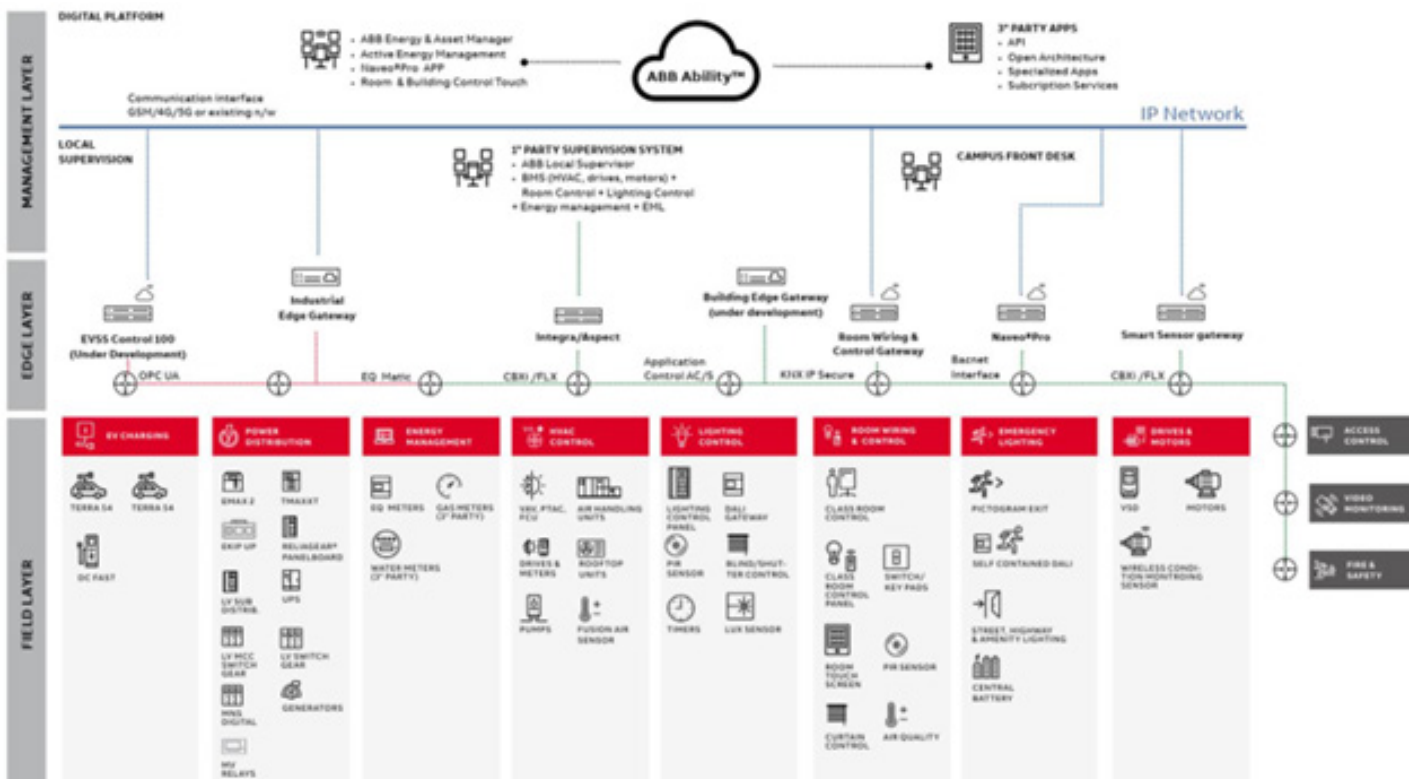 MANAGEMENT LAYER
DIGITAL PLATFORM
• ABB Energy & Asset Manager
• Active Energy Management
• Naveo®Pro APP
• Room & Building Control Touch
ABB Ability™
3° PARTY APPS
• API
• Open Architecture
• Specialized Apps
• Subcription Services
Communication Interface
GSM/4G/5G or existing n/w
IP Network
LOCAL
SUPERVISION
1° PARTY SUPERVISION SYSTEM
• ABB Local Supervisor
• BMS (HVAC, drives, motors) +
Room Control + Lighting Control
+ Energy management + EML
CAMPUS FRONT DESK
EDGE LAYER
EVSS Control 100
(Under Development)
Industrial
Edge Gateway
Integra/Aspect
Building Edge Gateway
(under development)
Room Wiring &
Control Gateway
Naveo®Pro
Smart Sensor gateway
OPC UA
EQ Matic
CBXi /FLX
Application
Control AC/S
KNX IP Secure
Bacnet
Interface
CBXi /FLX
FIELD LAYER
EV CHARGING
TERRA 54
TERRA 54
DC FAST
POWER
DISTRIBUTION
EMAX 2
TMAXXT
EKIP UP
RELIAGEAR®
PANELBOARD
LV SUB
DISTRIB.
UPS
LV MCC
SWITCH
GEAR
LV SWITCH
GEAR
MNS
DIGITAL
GENERATORS
MV
RELAYS
ENERGY
MANAGEMENT
EQ METERS
GAS METERS
(3° PARTY)
WATER METERS
(3° PARTY)
HVAC
CONTROL
VAV, PTAC,
FCU
AIR HANDLING
UNITS
DRIVES &
METERS
ROOFTOP
UNITS
PUMPS
FUSION AIR
SENSOR
LIGHTING
CONTROL
LIGHTING
CONTROL
PANEL
DALI
GATEWAY
PIR
SENSOR
BLIND/SHUT-
TER CONTROL
TIMERS
LUX SENSOR
ROOM WIRING
& CONTROL
CLASS ROOM
CONTROL
CLASS
ROOM
CONTROL
PANEL
SWITCH/
KEY PADS
ROOM
TOUCH
SCREEN
PIR SENSOR
CURTAIN
CONTROL
AIR QUALITY
EMERGENCY
LIGHTING
PICTOGRAM EXIT
SELF CONTAINED DALI
STREET, HIGHWAY
& AMENITY LIGHTING
CENTRAL
BATTERY
DRIVES &
MOTORS
VSD
MOTORS
WIRELESS CONDI-
TION MONTRDING
SENSOR
ACCESS
CONTROL
VIDEO
MONITORING
FIRE &
SAFETY